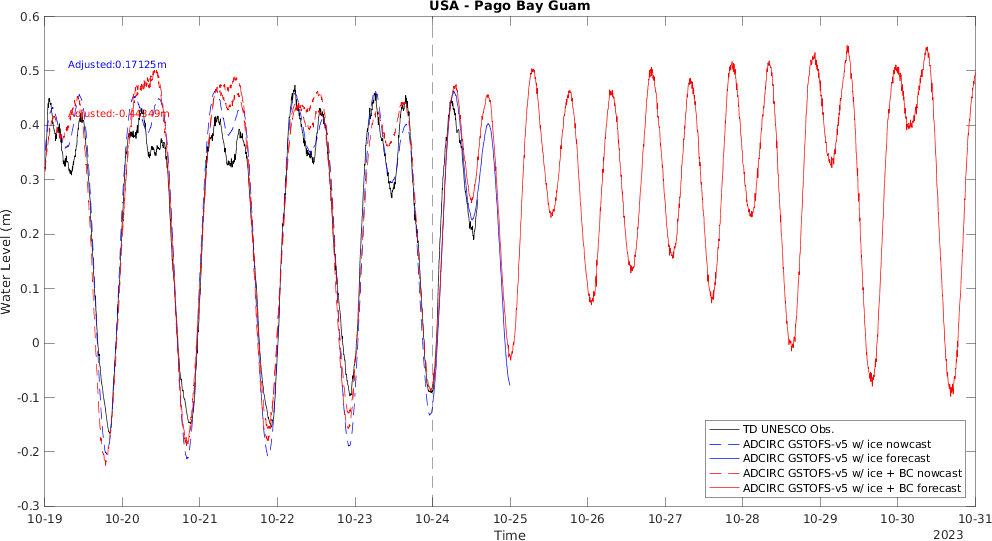 USA - Pago Bay Guam
0.6
0.5
0.4
0.3
0.2
0.1
0
-0.1
-0.2
-0.3
Water Level (m)
Adjusted:0.17125m
10-19 10-20 10-21 10-22 10-23 10-24 10-25 10-26 10-27 10-28 10-29 10-30 10-31
Time
2023
TD UNESCO Obs.
ADCIRC GSTOFS-v5 w/ ice nowcast
ADCIRC GSTOFS-v5 w/ ice forecast
ADCIRC GSTOFS-v5 w/ ice + BC nowcast
ADCIRC GSTOFS-v5 w/ ice + BC forecast